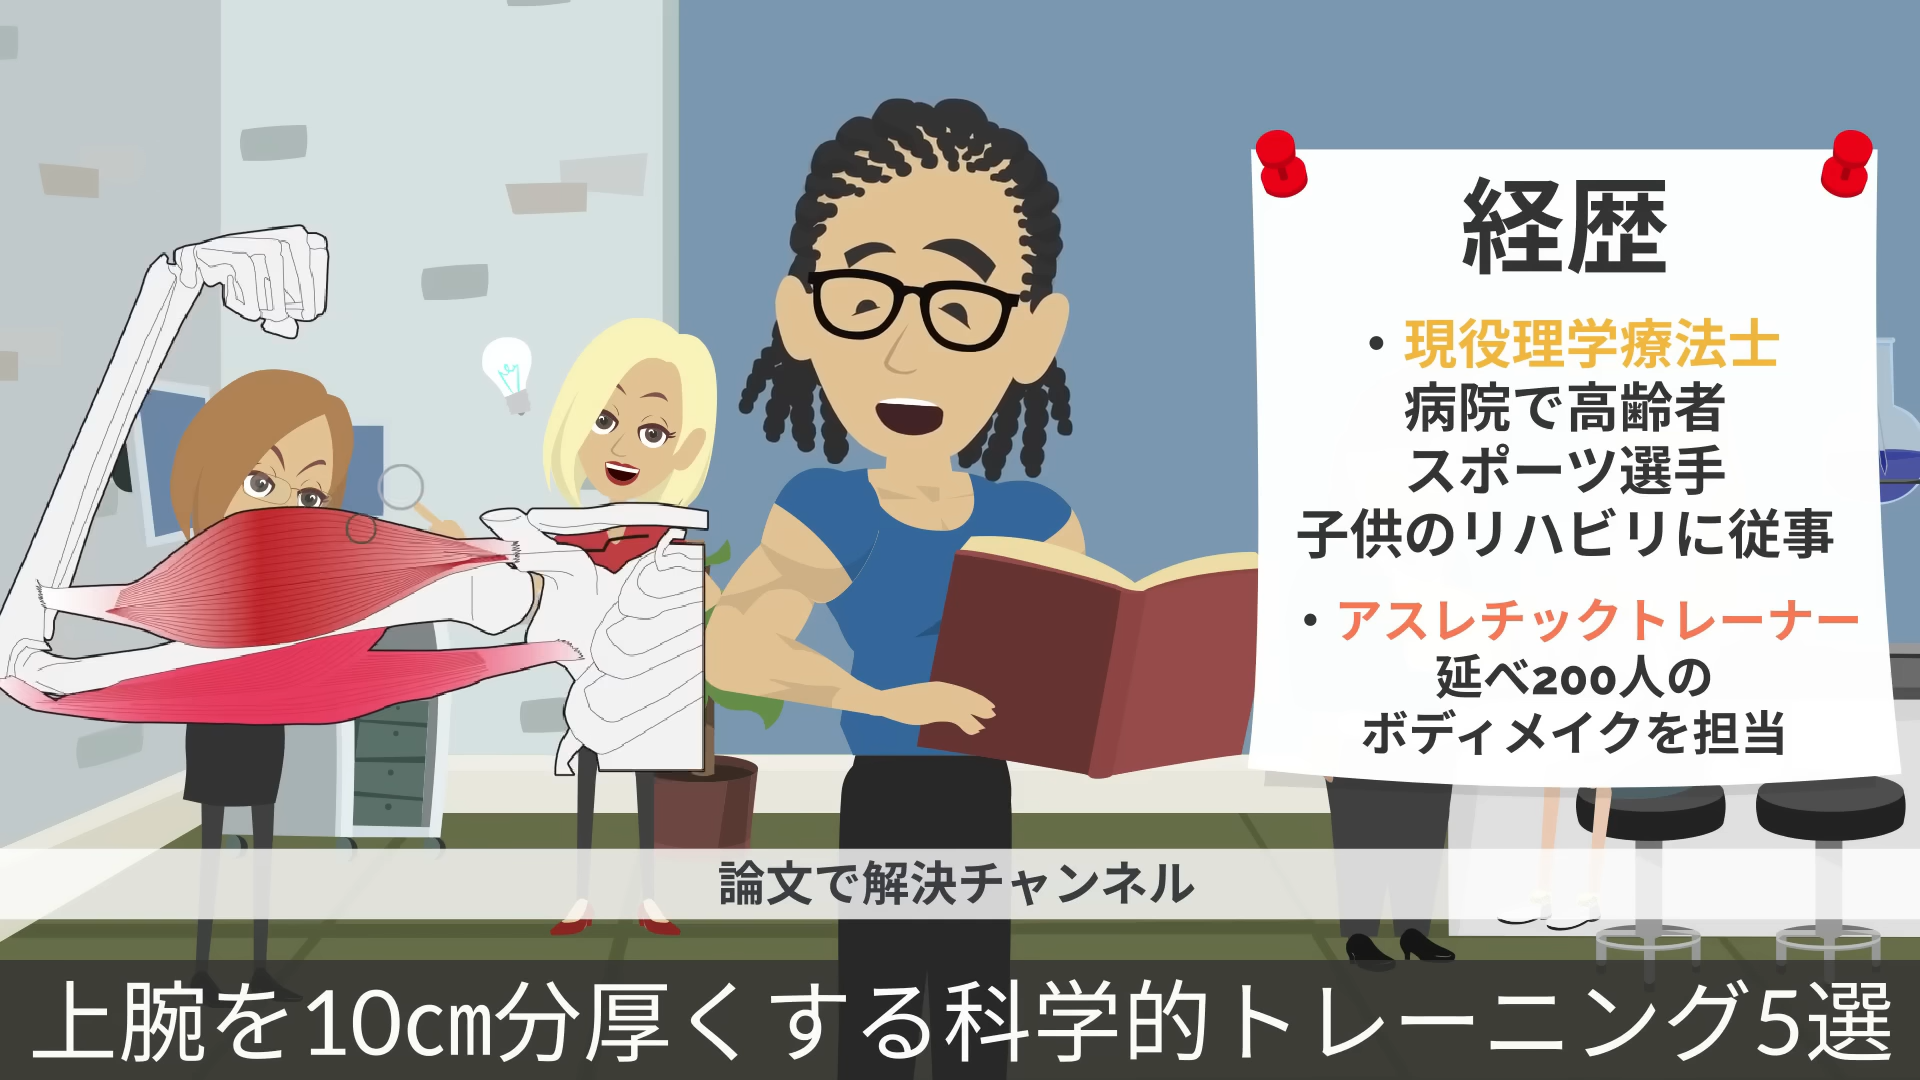 経歴
・現役理学療法士
病院で高齢者
スポーツ選手
子供のリハビリに従事
・アスレチックトレーナー
延べ200人の
ボディメイクを担当
論文で解決チャンネル
上腕を10cm分厚くする科学的トレーニング5選